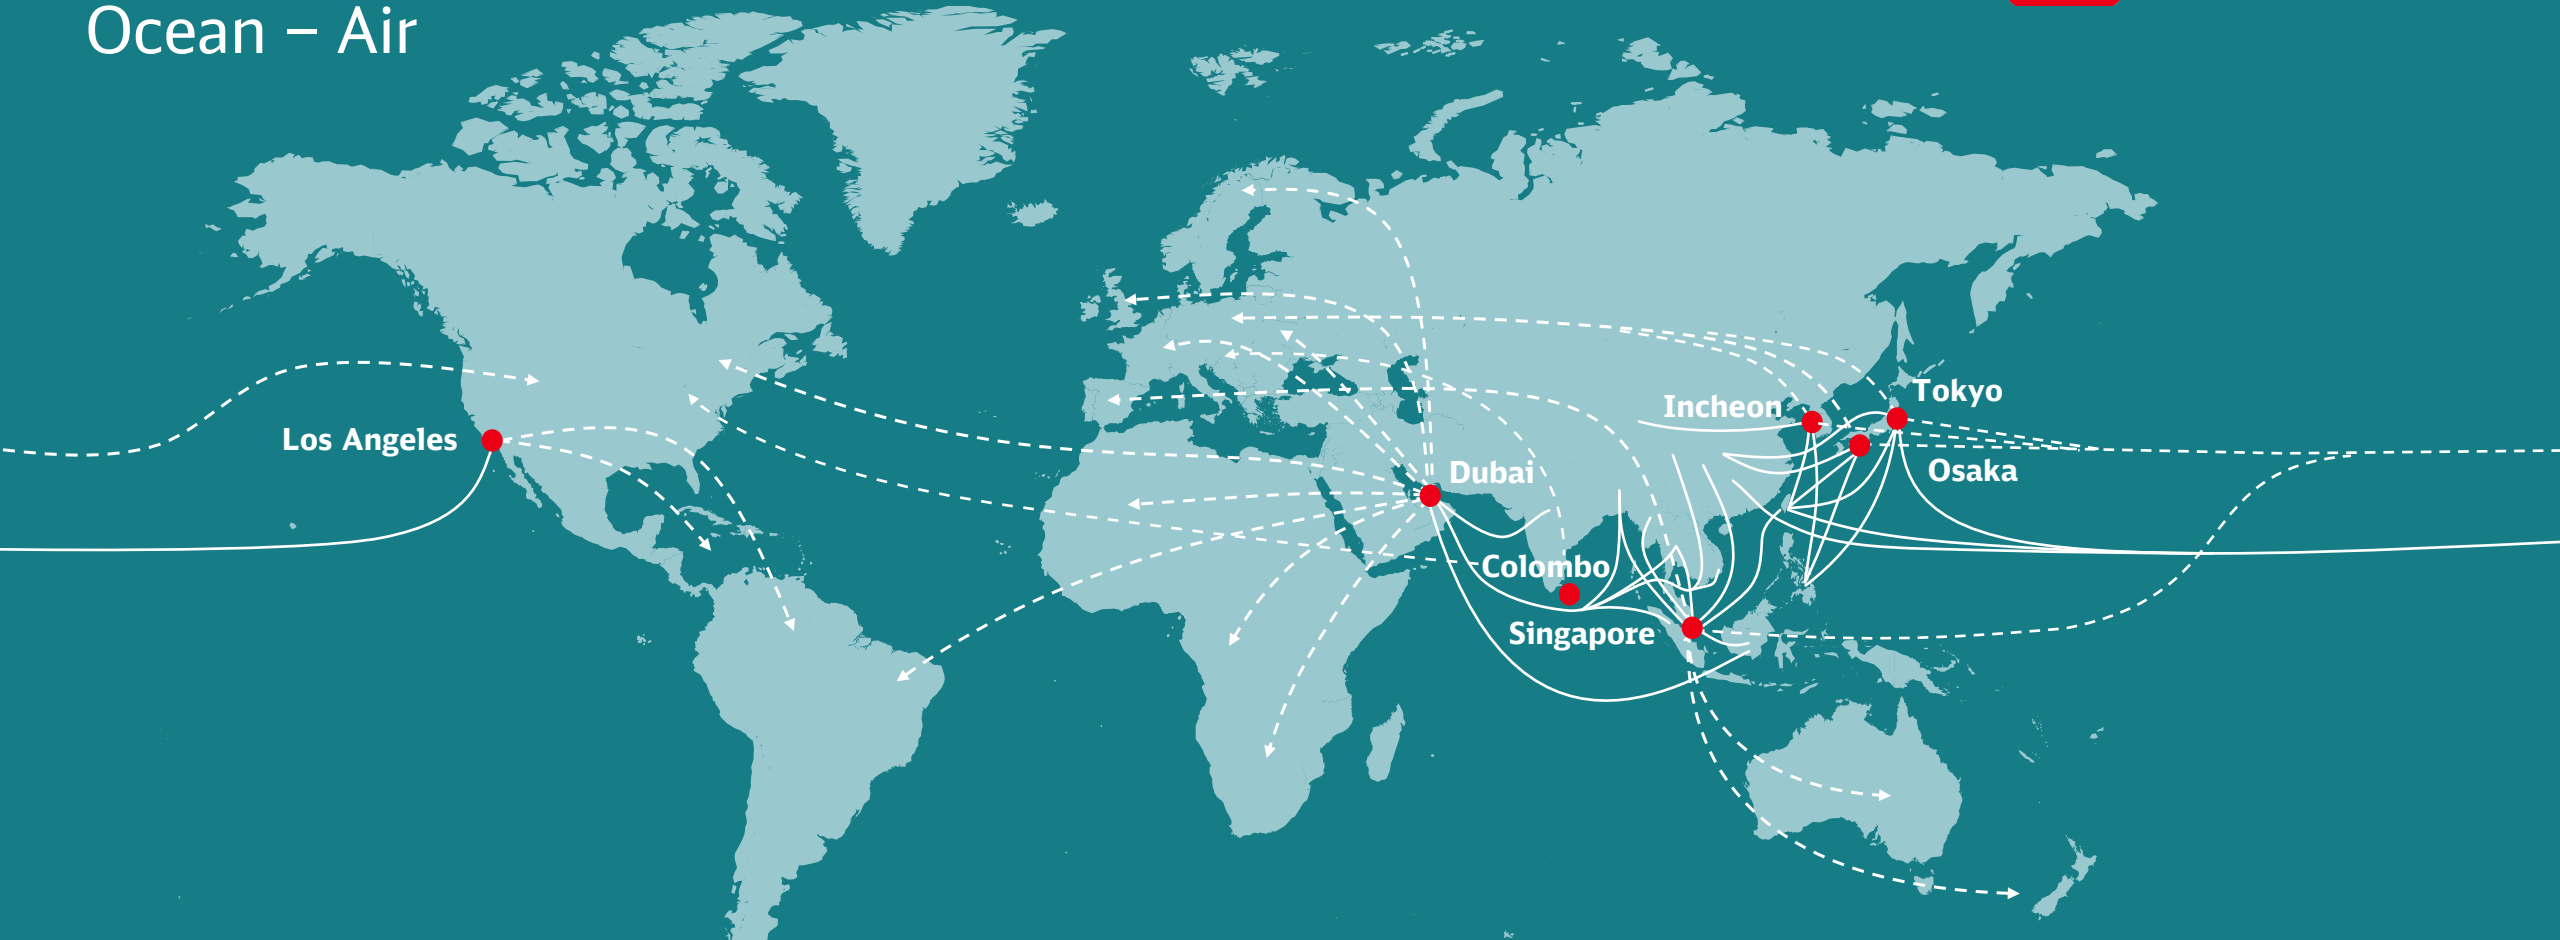 Ocean – Air
Tokyo
Incheon
Los Angeles
Dubai
Osaka
Colombo
Singapore